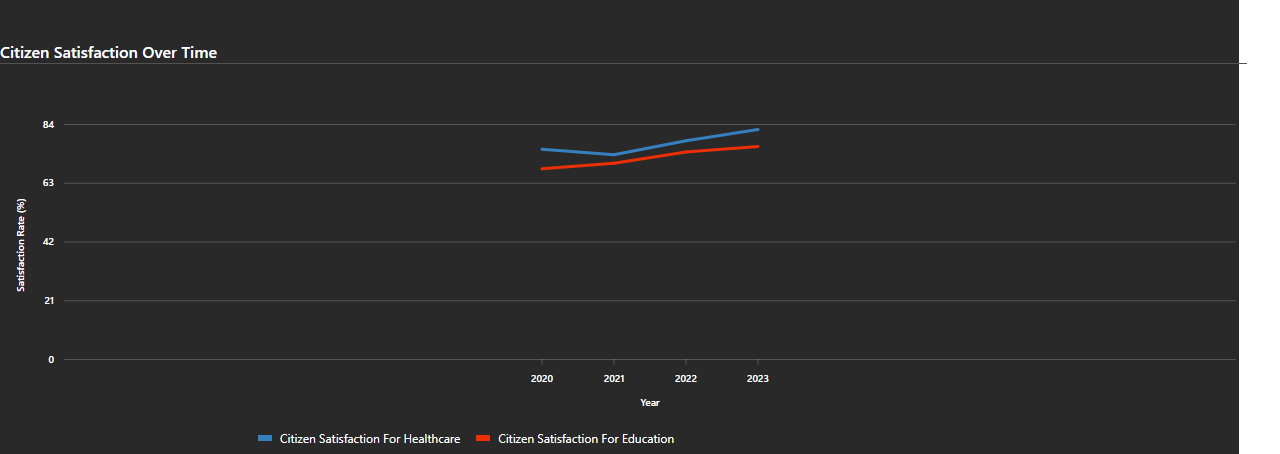 Citizen Satisfaction Over Time
84
63
42
21
0
Satisfaction Rate (%)
2020 2021 2022 2023
Year
Citizen Satisfaction For Healthcare Citizen Satisfaction For Education